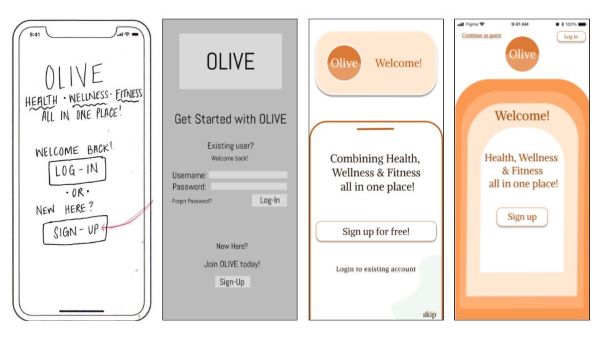 9:41
OLIVE
HEALTH • WELLNESS • FITNESS
ALL IN ONE PLACE!
WELCOME BACK!
LOG-IN
• OR •
NEW HERE?
SIGN-UP
OLIVE
Get Started with OLIVE
Existing user?
Welcome back!
Username:
Password:
Forgot Password?
Log-In
New Here?
Join OLIVE today!
Sign-Up
Olive
Welcome!
Combining Health,
Wellness & Fitness
all in one place!
Sign up for free!
Login to existing account
skip
Figma
9:41 AM
100%
Continue as guest
Log in
Olive
Welcome!
Health, Wellness
& Fitness
all in one place!
Sign up